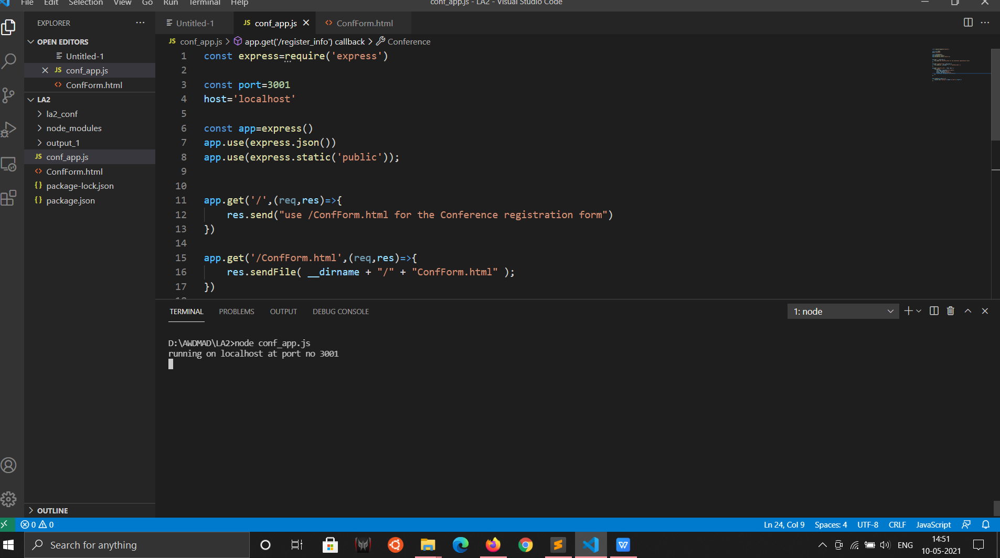 File Edit Selection View Go Run Terminal Help
conf_app.js - LA2 - Visual Studio Code
EXPLORER
OPEN EDITORS
Untitled-1
JS conf_app.js
<> ConfForm.html
LA2
la2_conf
node_modules
output_1
JS conf_app.js
<> ConfForm.html
{} package-lock.json
{} package.json
OUTLINE
Untitled-1 JS conf_app.js <> ConfForm.html
JS conf_app.js > app.get('/register_info') callback > Conference
1 const express=require('express')
2
3 const port=3001
4 host='localhost'
5
6 const app=express()
7 app.use(express.json())
8 app.use(express.static('public'));
9
10
11 app.get('/',(req,res)=>{
12 res.send("use /ConfForm.html for the Conference registration form")
13 })
14
15 app.get('/ConfForm.html',(req,res)=>{
16 res.sendFile( __dirname + "/" + "ConfForm.html" );
17 })
TERMINAL PROBLEMS OUTPUT DEBUG CONSOLE
1: node
D:\AWDMAD\LA2>node conf_app.js
running on localhost at port no 3001
0 0
Ln 24, Col 9 Spaces: 4 UTF-8 CRLF JavaScript
Search for anything
ENG
14:51
10-05-2021